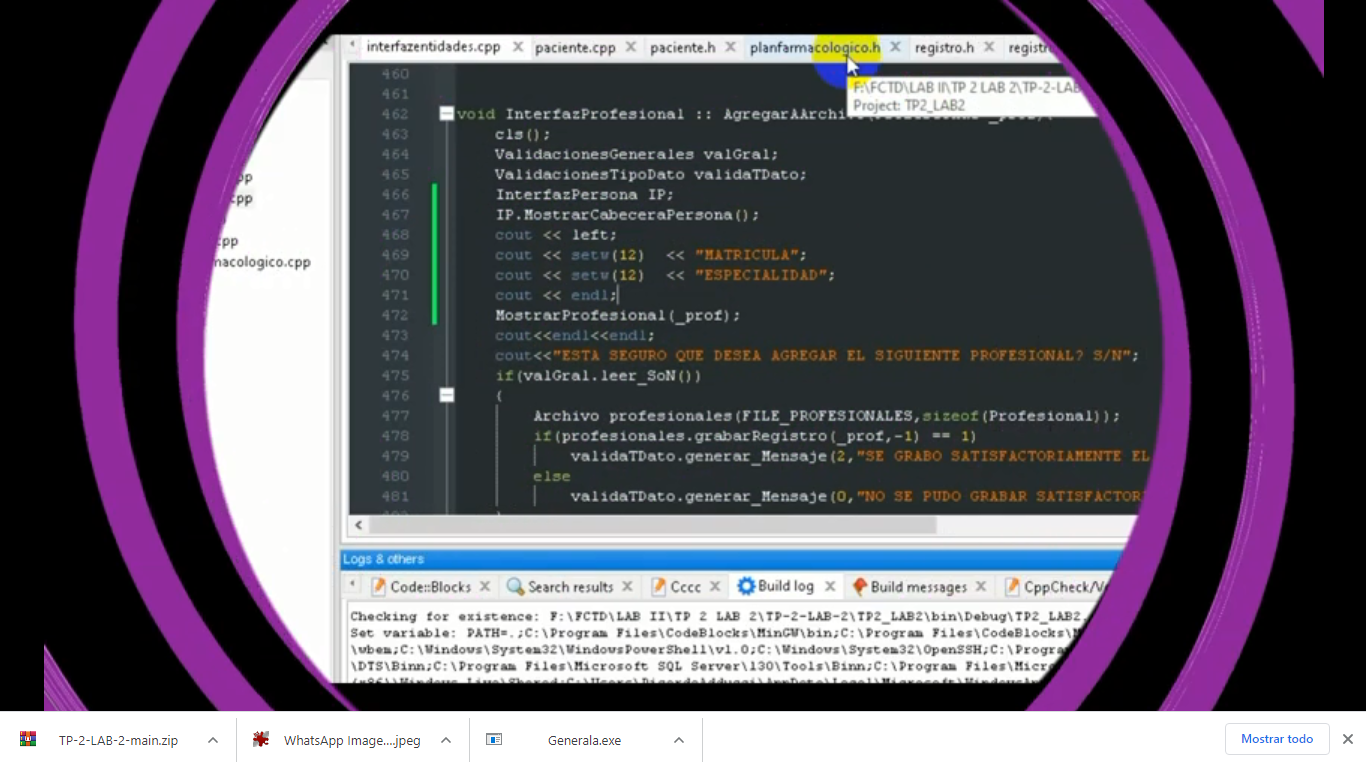 interfazentidades.cpp paciente.cpp paciente.h planfarmacologico.h registro.h
F:\FCTD\LAB II\TP 2 LAB 2\TP-2-LAB
Project: TP2_LAB2
cpp
cpp
cpp
macologico.cpp
460
461
462 void InterfazProfesional :: AgregarAArchivo
463 cls();
464 ValidacionesGenerales valGral;
465 ValidacionesTipoDato validaTDato;
466 InterfazPersona IP;
467 IP.MostrarCabeceraPersona();
468 cout << left;
469 cout << setw(12) << "MATRICULA";
470 cout << setw(12) << "ESPECIALIDAD";
471 cout << endl;
472 MostrarProfesional(_prof);
473 cout<<endl<<endl;
474 cout<<"ESTA SEGURO QUE DESEA AGREGAR EL SIGUIENTE PROFESIONAL? S/N";
475 if(valGral.leer_SoN())
476 {
477 Archivo profesionales(FILE_PROFESIONALES,sizeof(Profesional));
478 if(profesionales.grabarRegistro(_prof,-1) == 1)
479 validaTDato.generar_Mensaje(2,"SE GRABO SATISFACTORIAMENTE EL
480 else
481 validaTDato.generar_Mensaje(0,"NO SE PUDO GRABAR SATISFACTOR
Logs & others
Code::Blocks Search results Cccc Build log Build messages CppCheck/Ve
Checking for existence: F:\FCTD\LAB II\TP 2 LAB 2\TP-2-LAB-2\TP2_LAB2\bin\Debug\TP2_LAB2.
Set variable: PATH=.;C:\Program Files\CodeBlocks\MinGW\bin;C:\Program Files\CodeBlocks\M
\wbem;C:\Windows\System32\WindowsPowerShell\v1.0;C:\Windows\System32\OpenSSH;C:\Progra
\DTS\Binn;C:\Program Files\Microsoft SQL Server\130\Tools\Binn;C:\Program Files\Micro
TP-2-LAB-2-main.zip WhatsApp Image....jpeg Generala.exe Mostrar todo